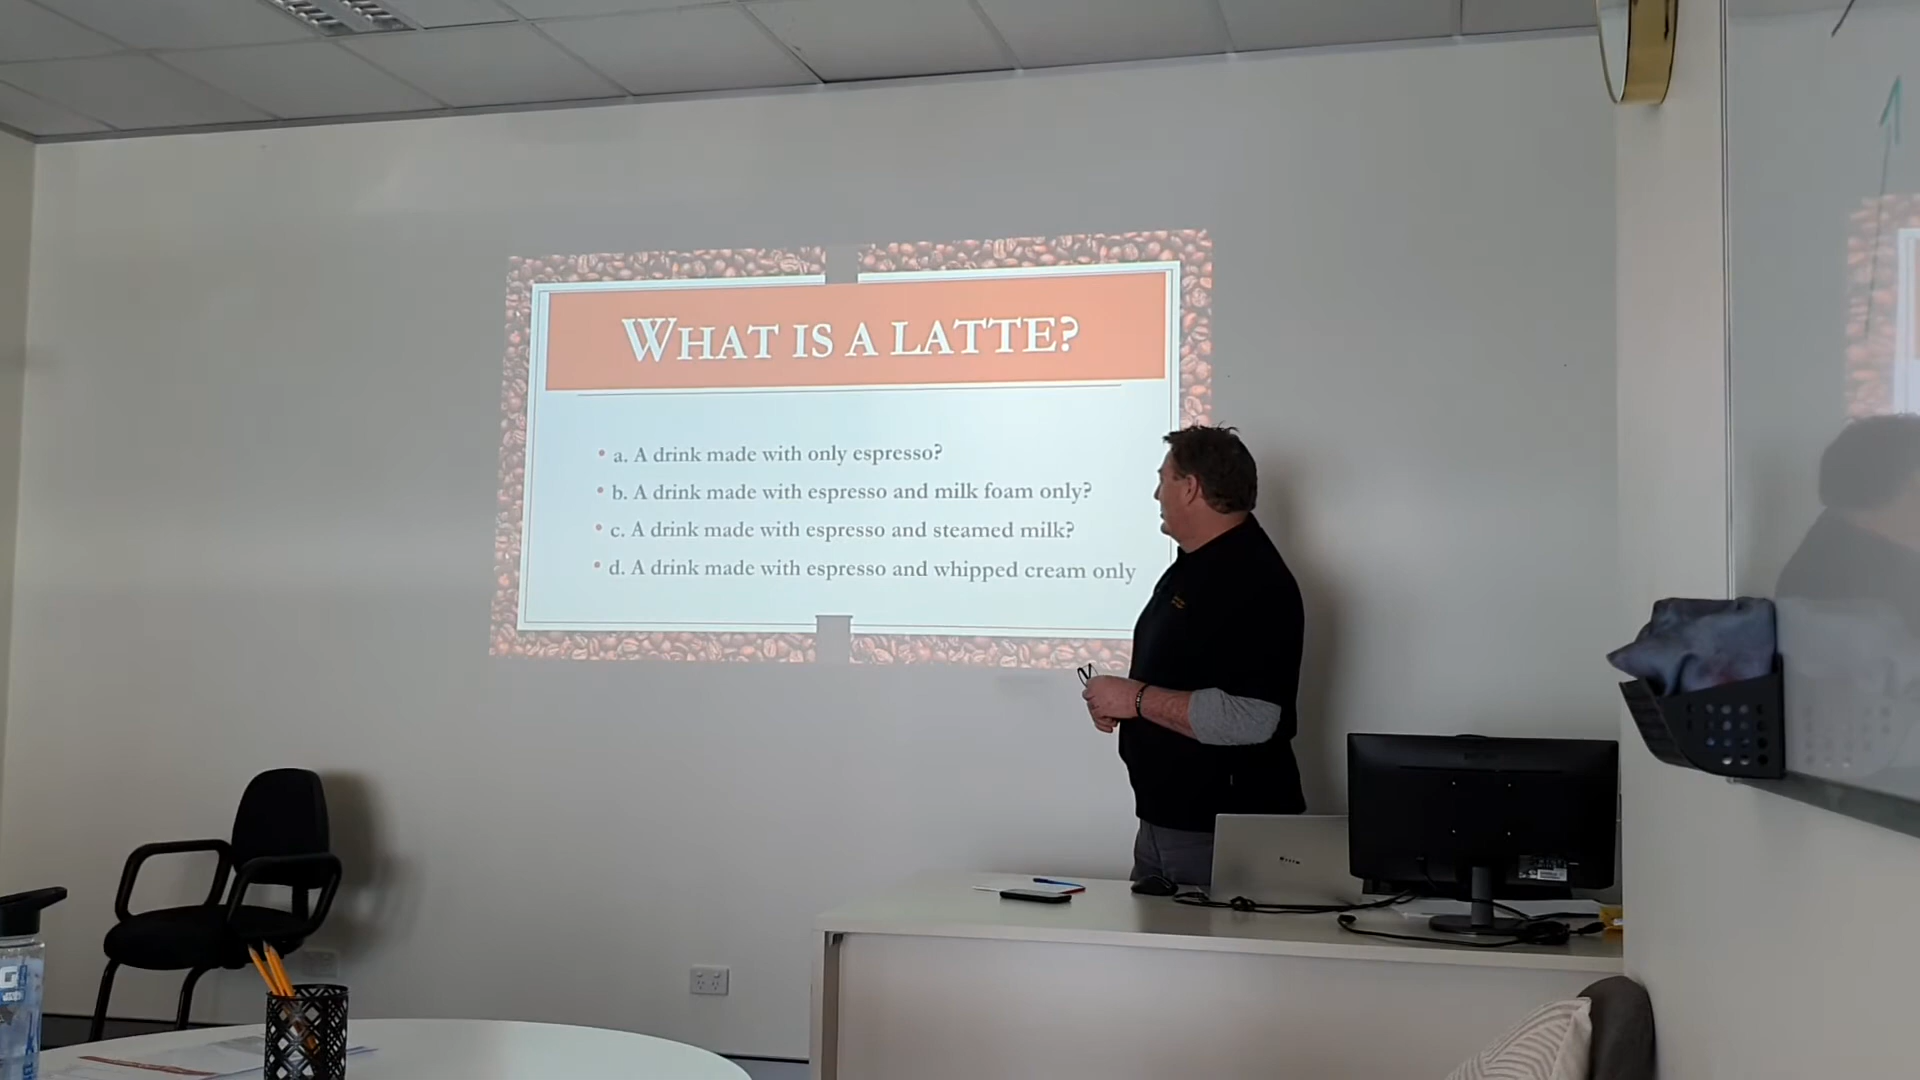 WHAT IS A LATTE?
• a. A drink made with only espresso?
• b. A drink made with espresso and milk foam only?
• c. A drink made with espresso and steamed milk?
• d. A drink made with espresso and whipped cream only